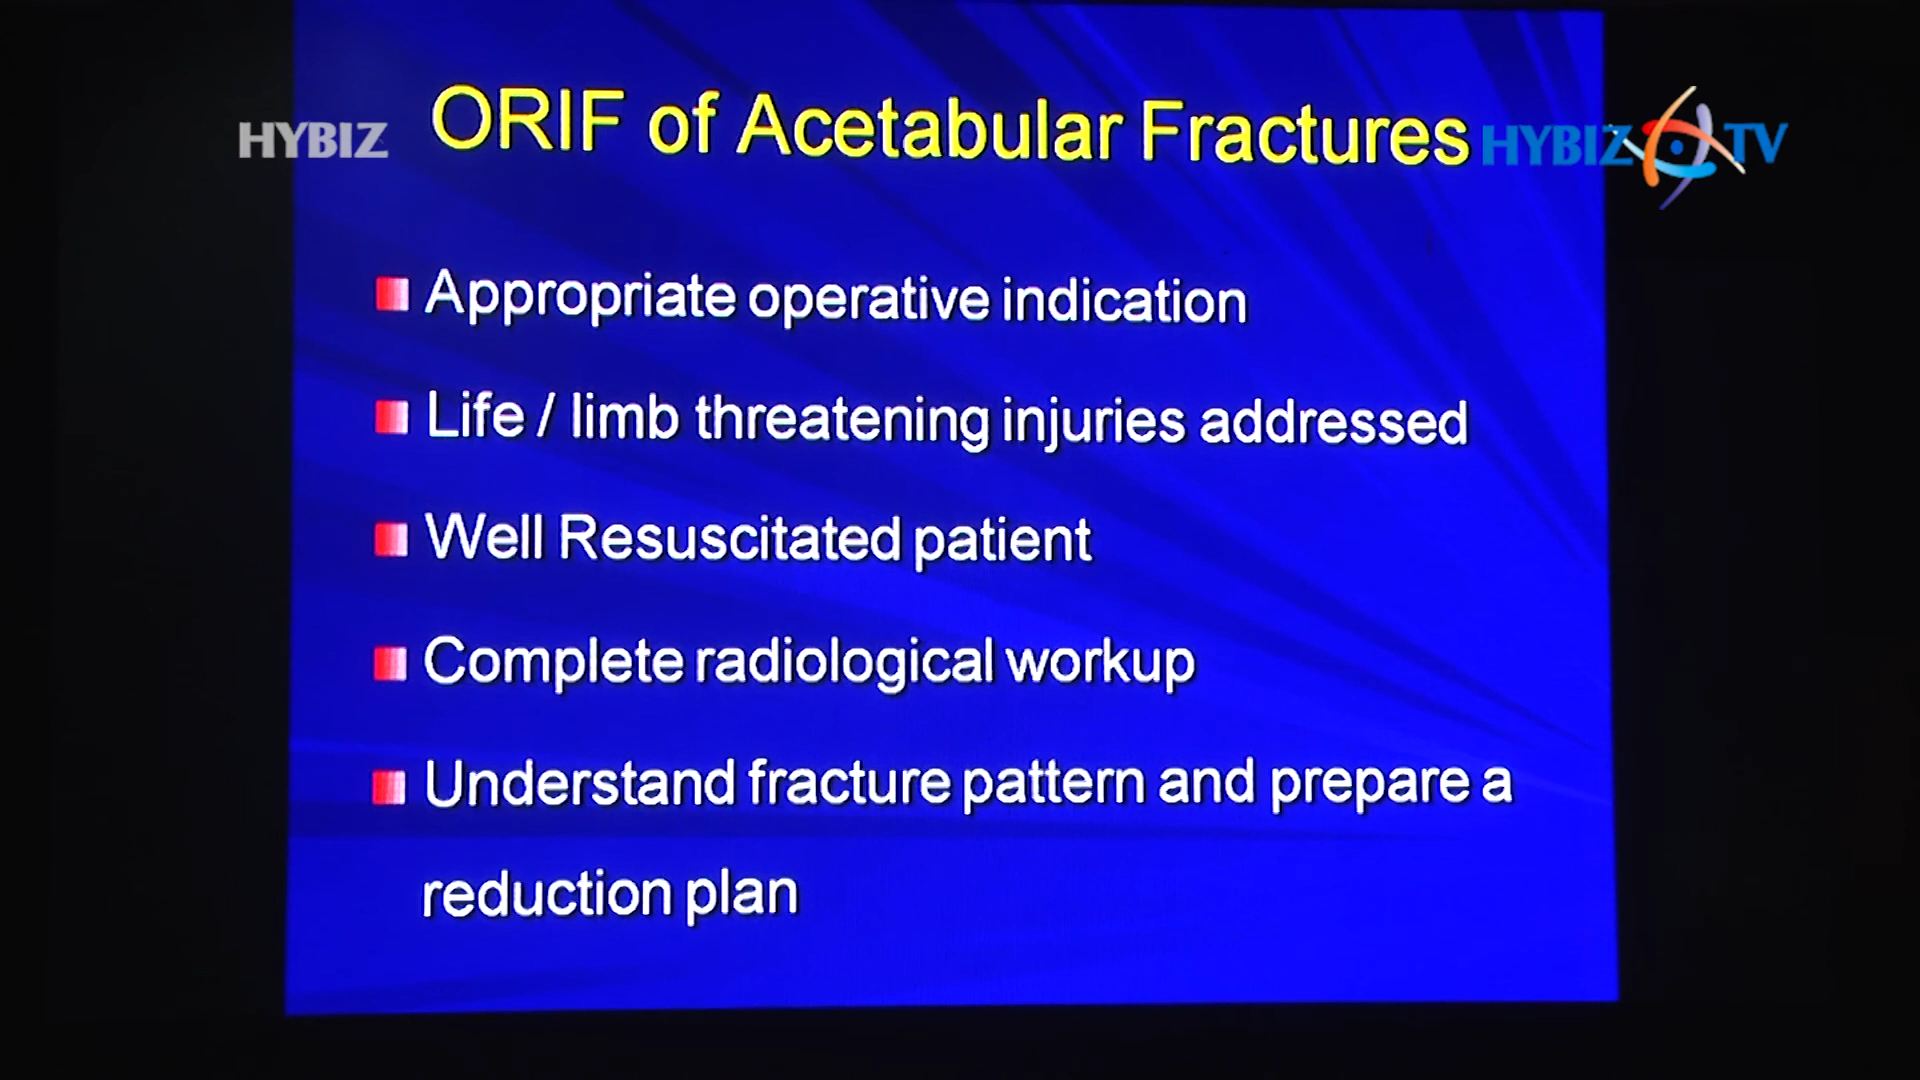 HYBIZ
ORIF of Acetabular Fractures
HYBIZ TV
Appropriate operative indication
Life / limb threatening injuries addressed
Well Resuscitated patient
Complete radiological workup
Understand fracture pattern and prepare a
reduction plan